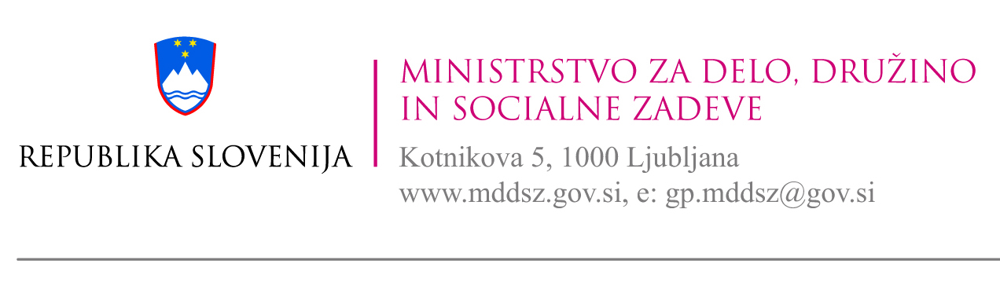 REPUBLIKA SLOVENIJA
MINISTRSTVO ZA DELO, DRUŽINO
IN SOCIALNE ZADEVE
Kotnikova 5, 1000 Ljubljana
www.mddsz.gov.si, e: gp.mddsz@gov.si